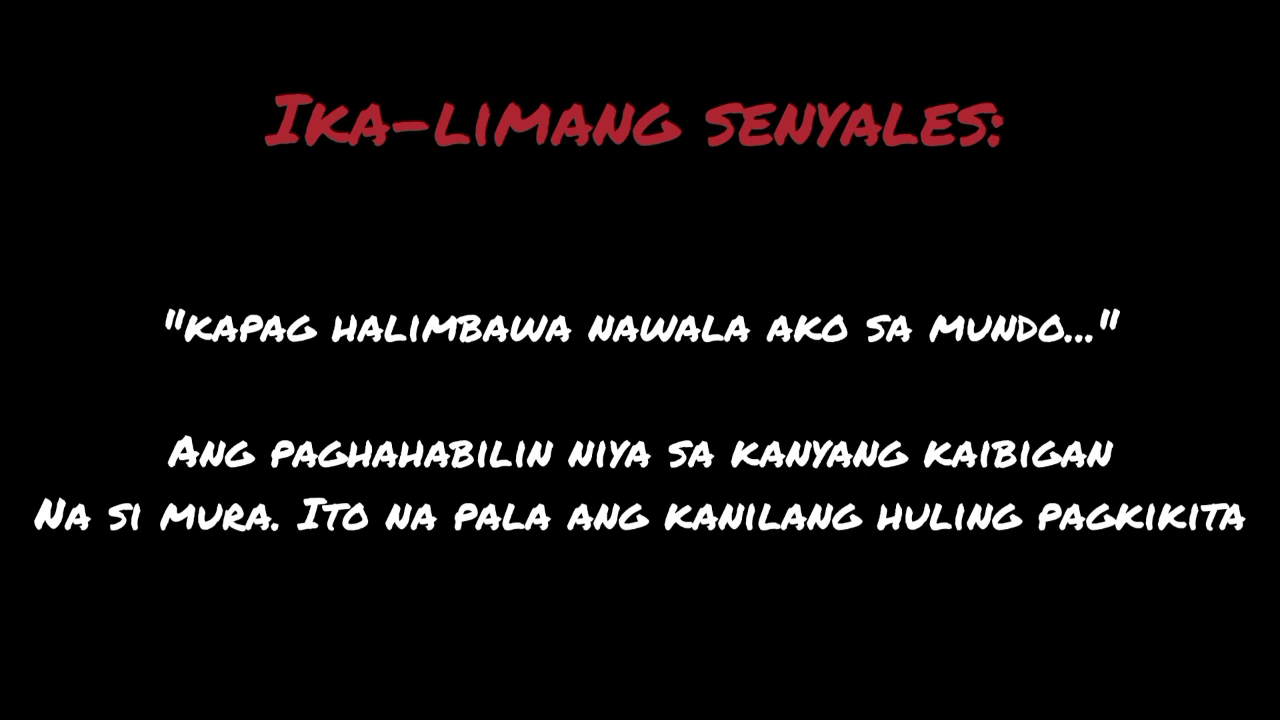 Ika-limang senyales:
"kapag halimbawa nawala ako sa mundo..."
Ang paghahabilin niya sa kanyang kaibigan
Na si mura. Ito na pala ang kanilang huling pagkikita